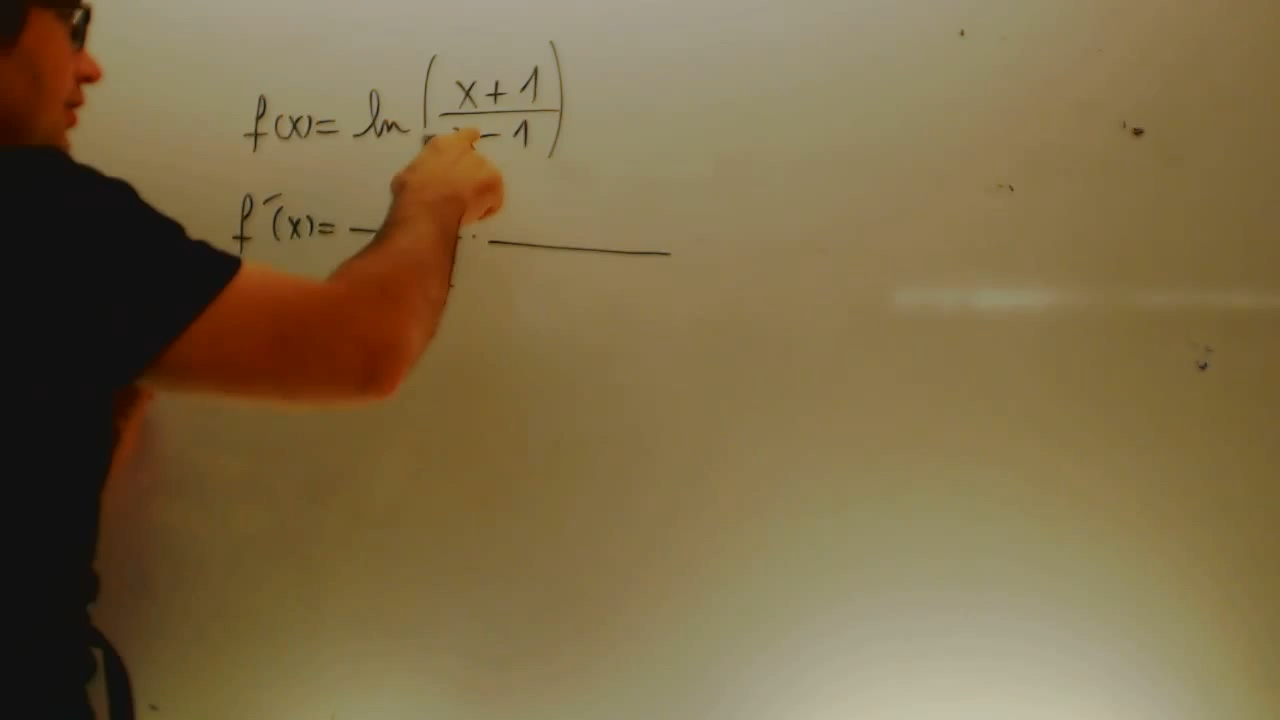 f(x)= ln ( x+1 / -1 )
f´(x)= — · —